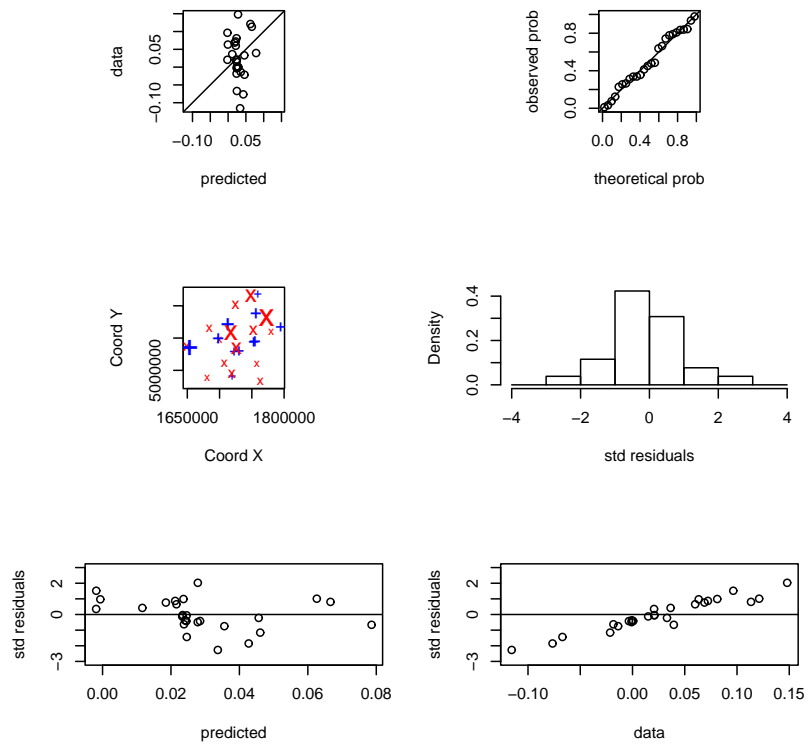 data
0.05
−0.10
−0.10 0.05
predicted
observed prob
0.8
0.4
0.0
0.0 0.4 0.8
theoretical prob
Coord Y
5000000
1650000 1800000
Coord X
Density
0.4
0.2
0.0
−4 −2 0 2 4
std residuals
std residuals
2
0
−3
0.00 0.02 0.04 0.06 0.08
predicted
std residuals
2
0
−3
−0.10 0.00 0.05 0.10 0.15
data